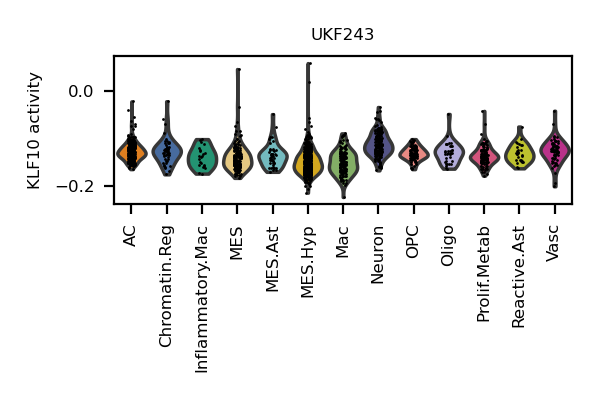 UKF243
KLF10 activity
0.0
−0.2
AC
Chromatin.Reg
Inflammatory.Mac
MES
MES.Ast
MES.Hyp
Mac
Neuron
OPC
Oligo
Prolif.Metab
Reactive.Ast
Vasc